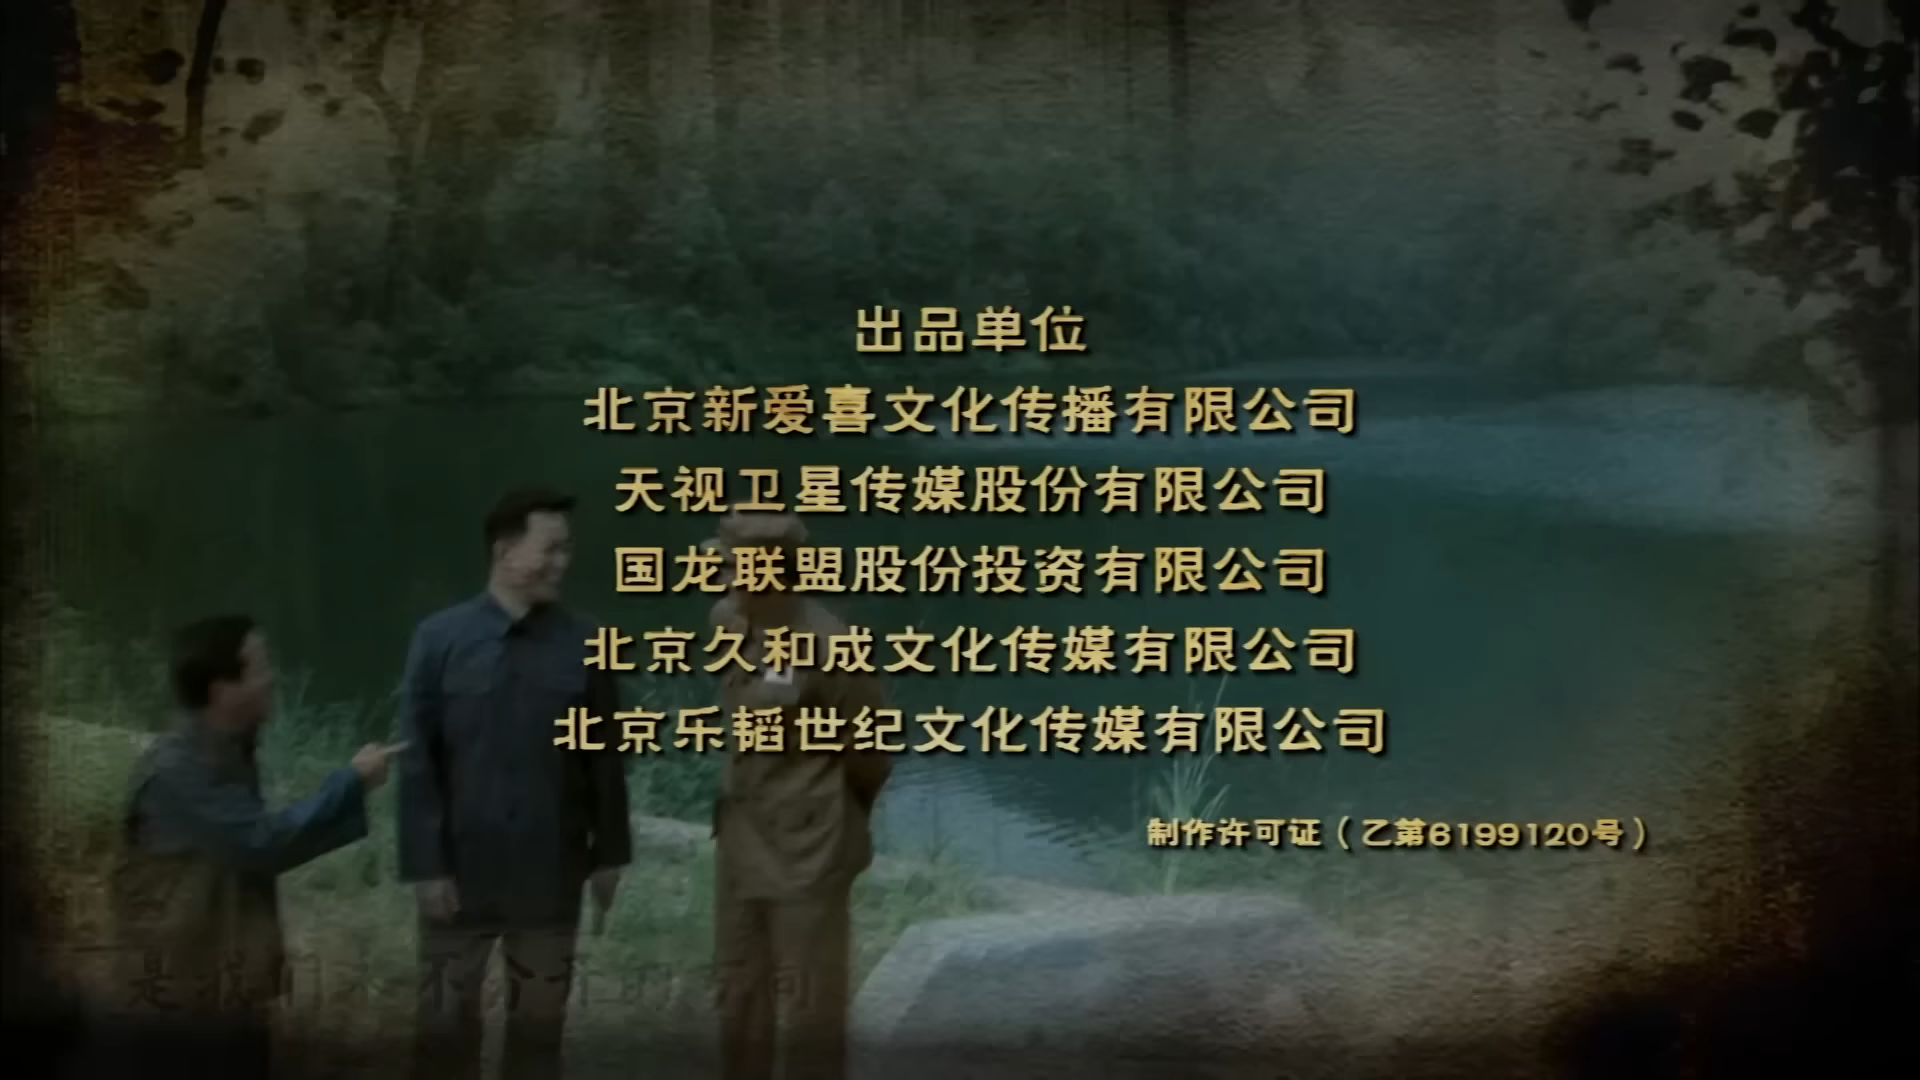 出品单位
北京新爱喜文化传播有限公司
天视卫星传媒股份有限公司
国龙联盟股份投资有限公司
北京久和成文化传媒有限公司
北京乐韬世纪文化传媒有限公司
制作许可证（乙第6199120号）